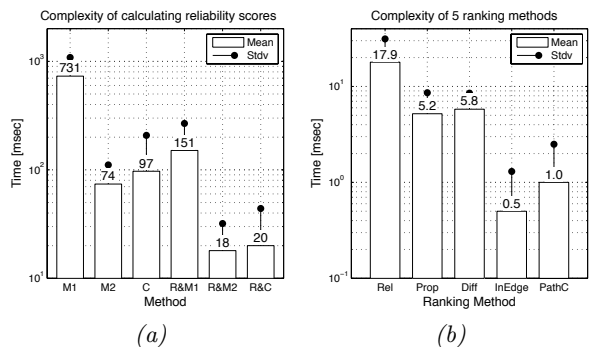 Complexity of calculating reliability scores
10^3
10^2
10^1
Time [msec]
Mean
Stdv
731
74
97
151
18
20
M1 M2 C R&M1 R&M2 R&C
Method
(a)
Complexity of 5 ranking methods
10^1
10^0
10^-1
Time [msec]
Mean
Stdv
17.9
5.2
5.8
0.5
1.0
Rel Prop Diff InEdge PathC
Ranking Method
(b)